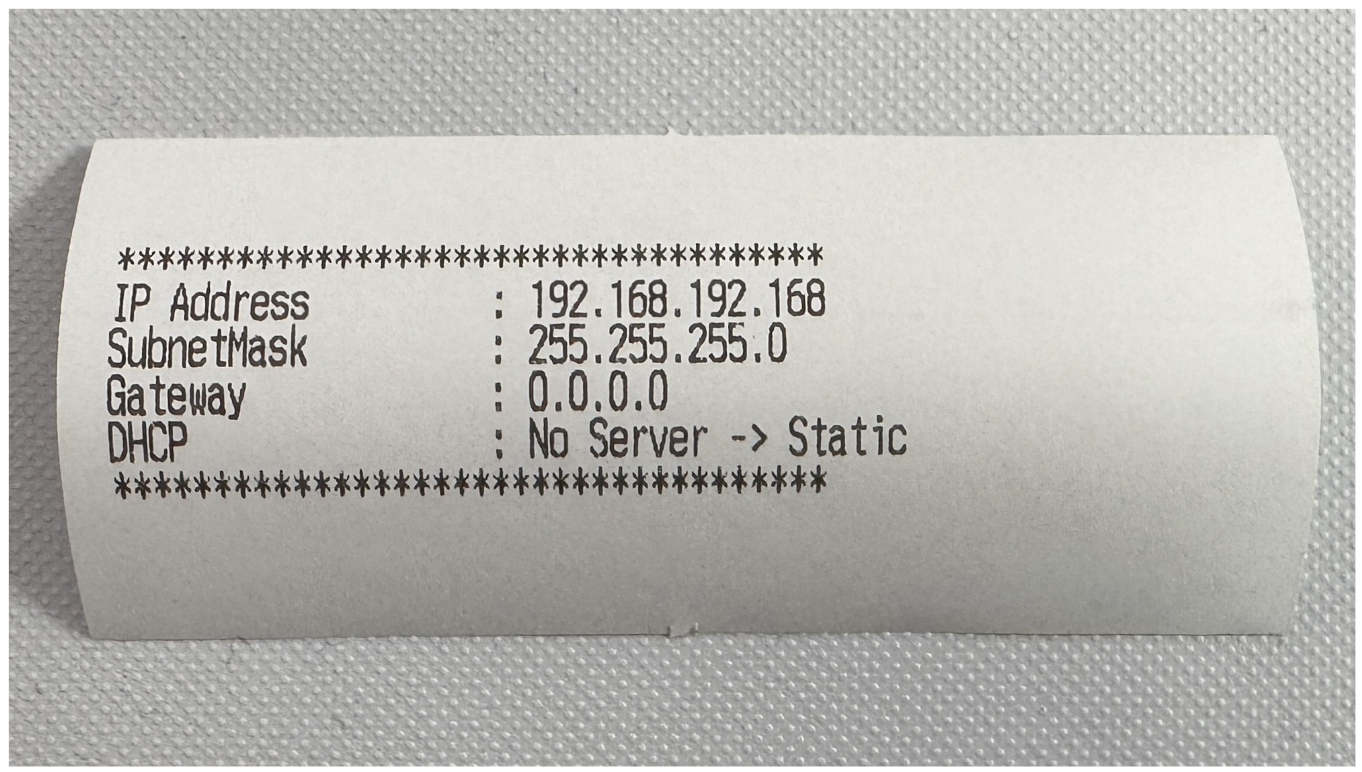 ************************************
IP Address : 192.168.192.168
SubnetMask : 255.255.255.0
Gateway : 0.0.0.0
DHCP : No Server -> Static
************************************